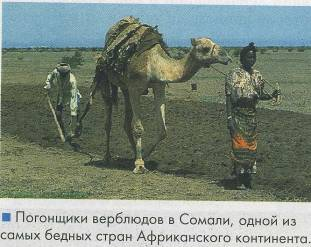 Погонщики верблюдов в Сомали, одной из
самых бедных стран Африканского континента.